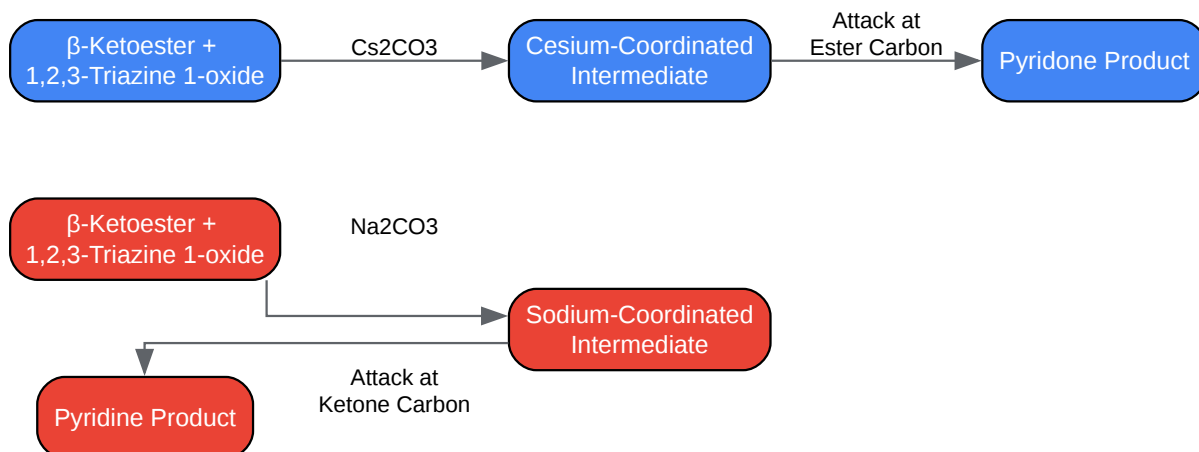 β-Ketoester +
1,2,3-Triazine 1-oxide
Cs2CO3
Cesium-Coordinated
Intermediate
Attack at
Ester Carbon
Pyridone Product
β-Ketoester +
1,2,3-Triazine 1-oxide
Na2CO3
Sodium-Coordinated
Intermediate
Attack at
Ketone Carbon
Pyridine Product